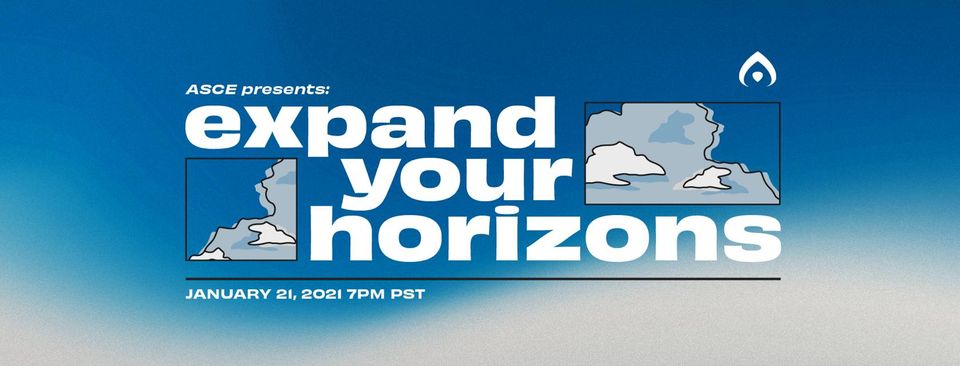 ASCE presents:
expand
your
horizons
JANUARY 21, 2021 7PM PST